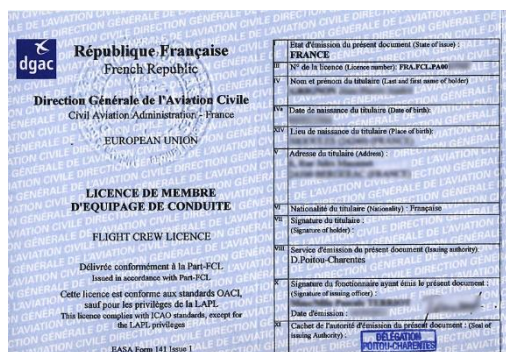 dgac
République Française
French Republic
Direction Générale de l'Aviation Civile
Civil Aviation Administration - France
EUROPEAN UNION
LICENCE DE MEMBRE
D'EQUIPAGE DE CONDUITE
FLIGHT CREW LICENCE
Délivrée conformément à la Part-FCL
Issued in accordance with Part-FCL
Cette licence est conforme aux standards OACI,
sauf pour les privilèges de la LAPL
This licence complies with ICAO standards, except for
the LAPL privileges
EASA Form 141 Issue 1
I Etat d'émission du présent document (State of issue) :
FRANCE
III N° de la licence (Licence number): FRA.FCL.PA00
IV Nom et prénom du titulaire (Last and first name of holder)
IVa Date de naissance du titulaire (Date of birth):
XIV Lieu de naissance du titulaire (Place of birth):
V Adresse du titulaire (Address) :
VI Nationalité du titulaire (Nationality) : Française
VII Signature du titulaire :
(Signature of holder) :
VIII Service d'émission du présent document (Issuing authority):
D.Poitou-Charentes
X Signature du fonctionnaire ayant émis le présent document :
(Signature of issuing officer) :
Date d'émission :
XI Cachet de l'autorité d'émission du présent document : (Seal of
issuing Authority) :
DÉLÉGATION
POITOU-CHARENTES